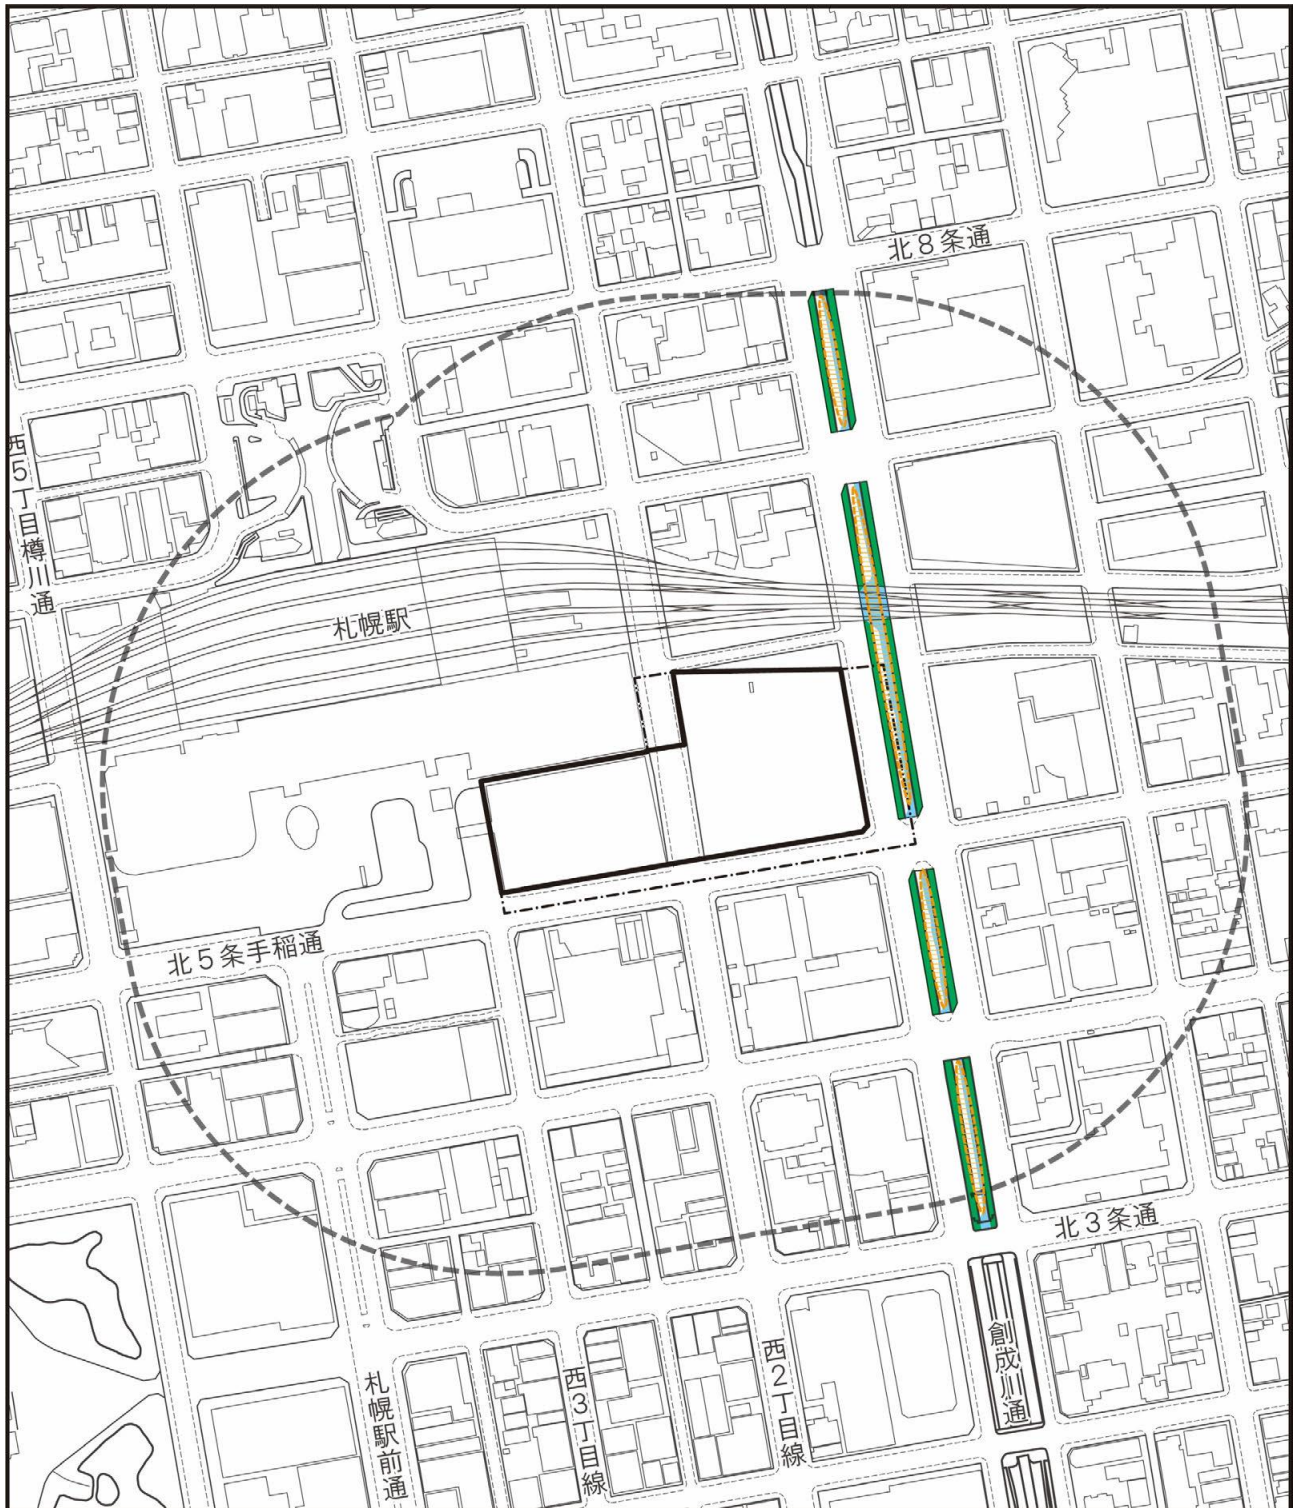 北8条通
西5丁目樽川通
札幌駅
北5条手稲通
北3条通
創成川通
西2丁目線
西3丁目線
札幌駅前通